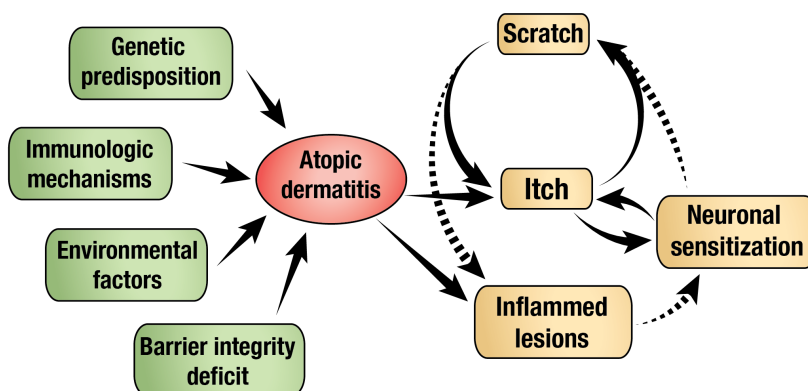 Genetic
predisposition
Immunologic
mechanisms
Environmental
factors
Barrier integrity
deficit
Atopic
dermatitis
Scratch
Itch
Neuronal
sensitization
Inflammed
lesions